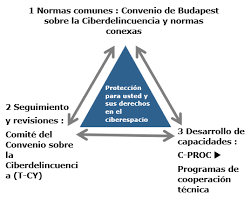 1 Normas comunes : Convenio de Budapest
sobre la Ciberdelincuencia y normas
conexas
Protección
para usted y
sus derechos
en el
ciberespacio
2 Seguimiento
y revisiones :
Comité del
Convenio sobre
la
Ciberdelincuenci
a (T-CY)
3 Desarrollo de
capacidades :
C-PROC ▶
Programas de
cooperación
técnica